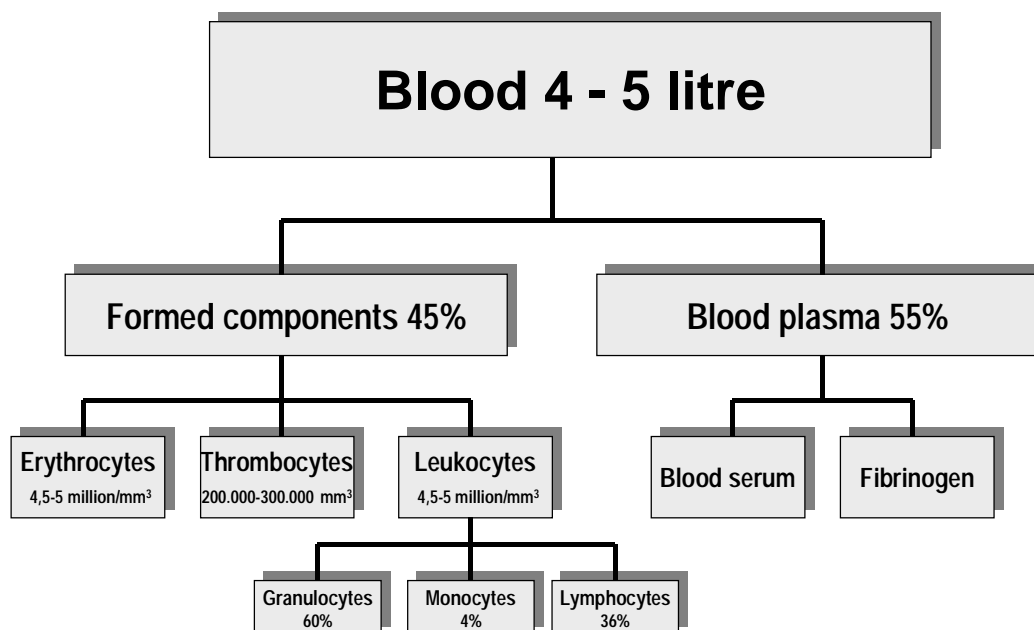 Blood 4 - 5 litre
Formed components 45%
Blood plasma 55%
Erythrocytes
4,5-5 million/mm³
Thrombocytes
200.000-300.000 mm³
Leukocytes
4,5-5 million/mm³
Blood serum
Fibrinogen
Granulocytes
60%
Monocytes
4%
Lymphocytes
36%